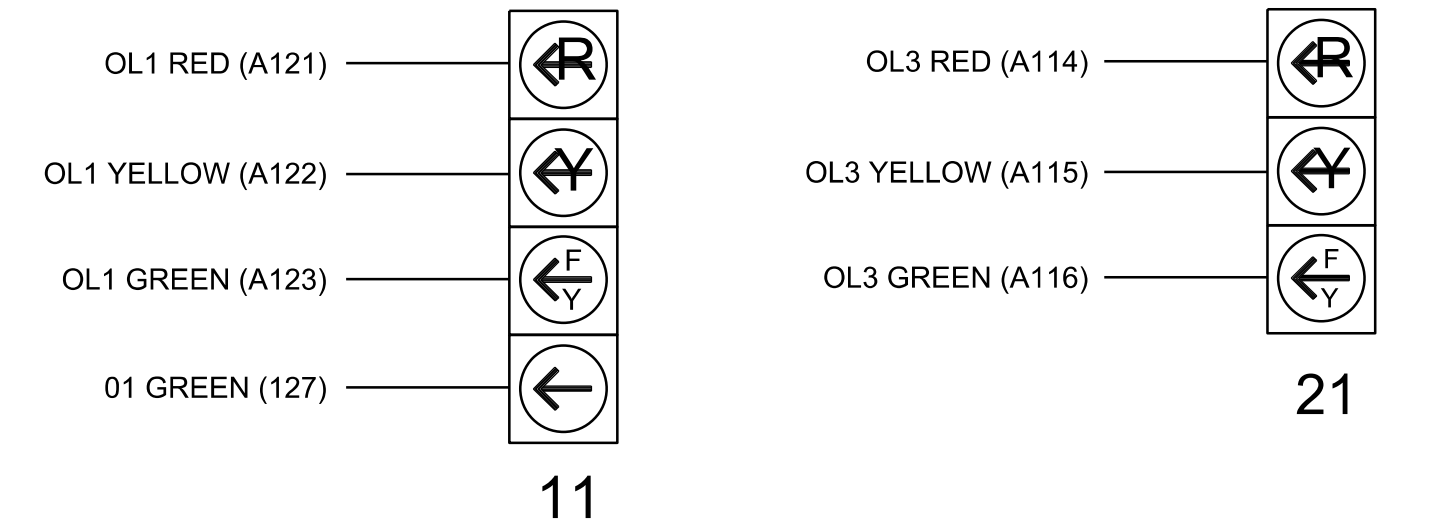 OL1 RED (A121)
R
OL1 YELLOW (A122)
Y
OL1 GREEN (A123)
F
Y
01 GREEN (127)
11
OL3 RED (A114)
R
OL3 YELLOW (A115)
Y
OL3 GREEN (A116)
F
Y
21